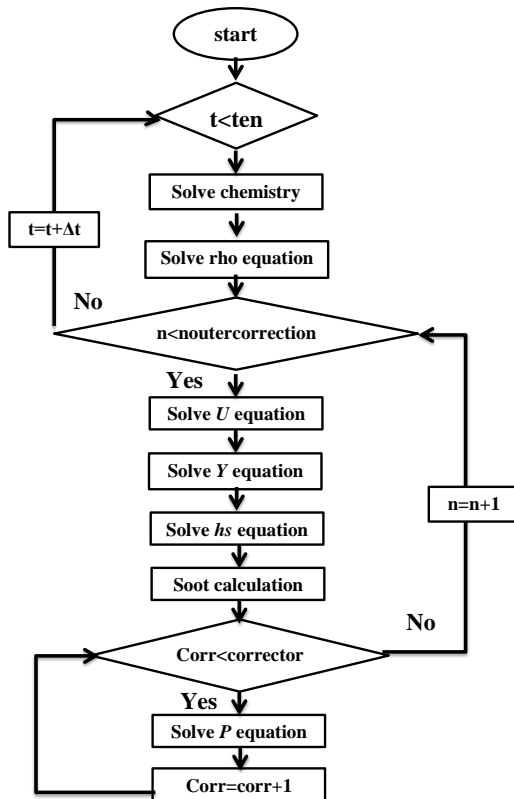 start
t<ten
Solve chemistry
t=t+Δt
Solve rho equation
No
n<noutercorrection
Yes
Solve U equation
Solve Y equation
n=n+1
Solve hs equation
Soot calculation
No
Corr<corrector
Yes
Solve P equation
Corr=corr+1